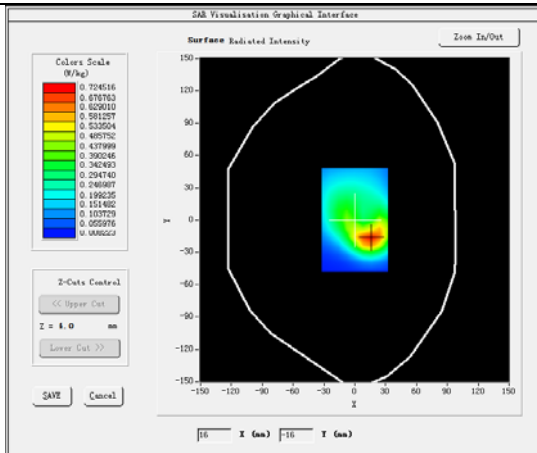 SAR Visualisation Graphical Interface
Surface Radiated Intensity
Zoom In/Out
Colors Scale
(W/kg)
0.724516
0.676763
0.629010
0.581257
0.533504
0.485752
0.437999
0.390246
0.342493
0.294740
0.246987
0.199235
0.151482
0.103729
0.055976
0.008223
150
120
90
60
30
0
-30
-60
-90
-120
-150
Y
-150 -120 -90 -60 -30 0 30 60 90 120 150
X
Z-Cuts Control
<< Upper Cut
Z = 4.0 mm
Lower Cut >>
SAVE Cancel
16 X (mm) -16 Y (mm)